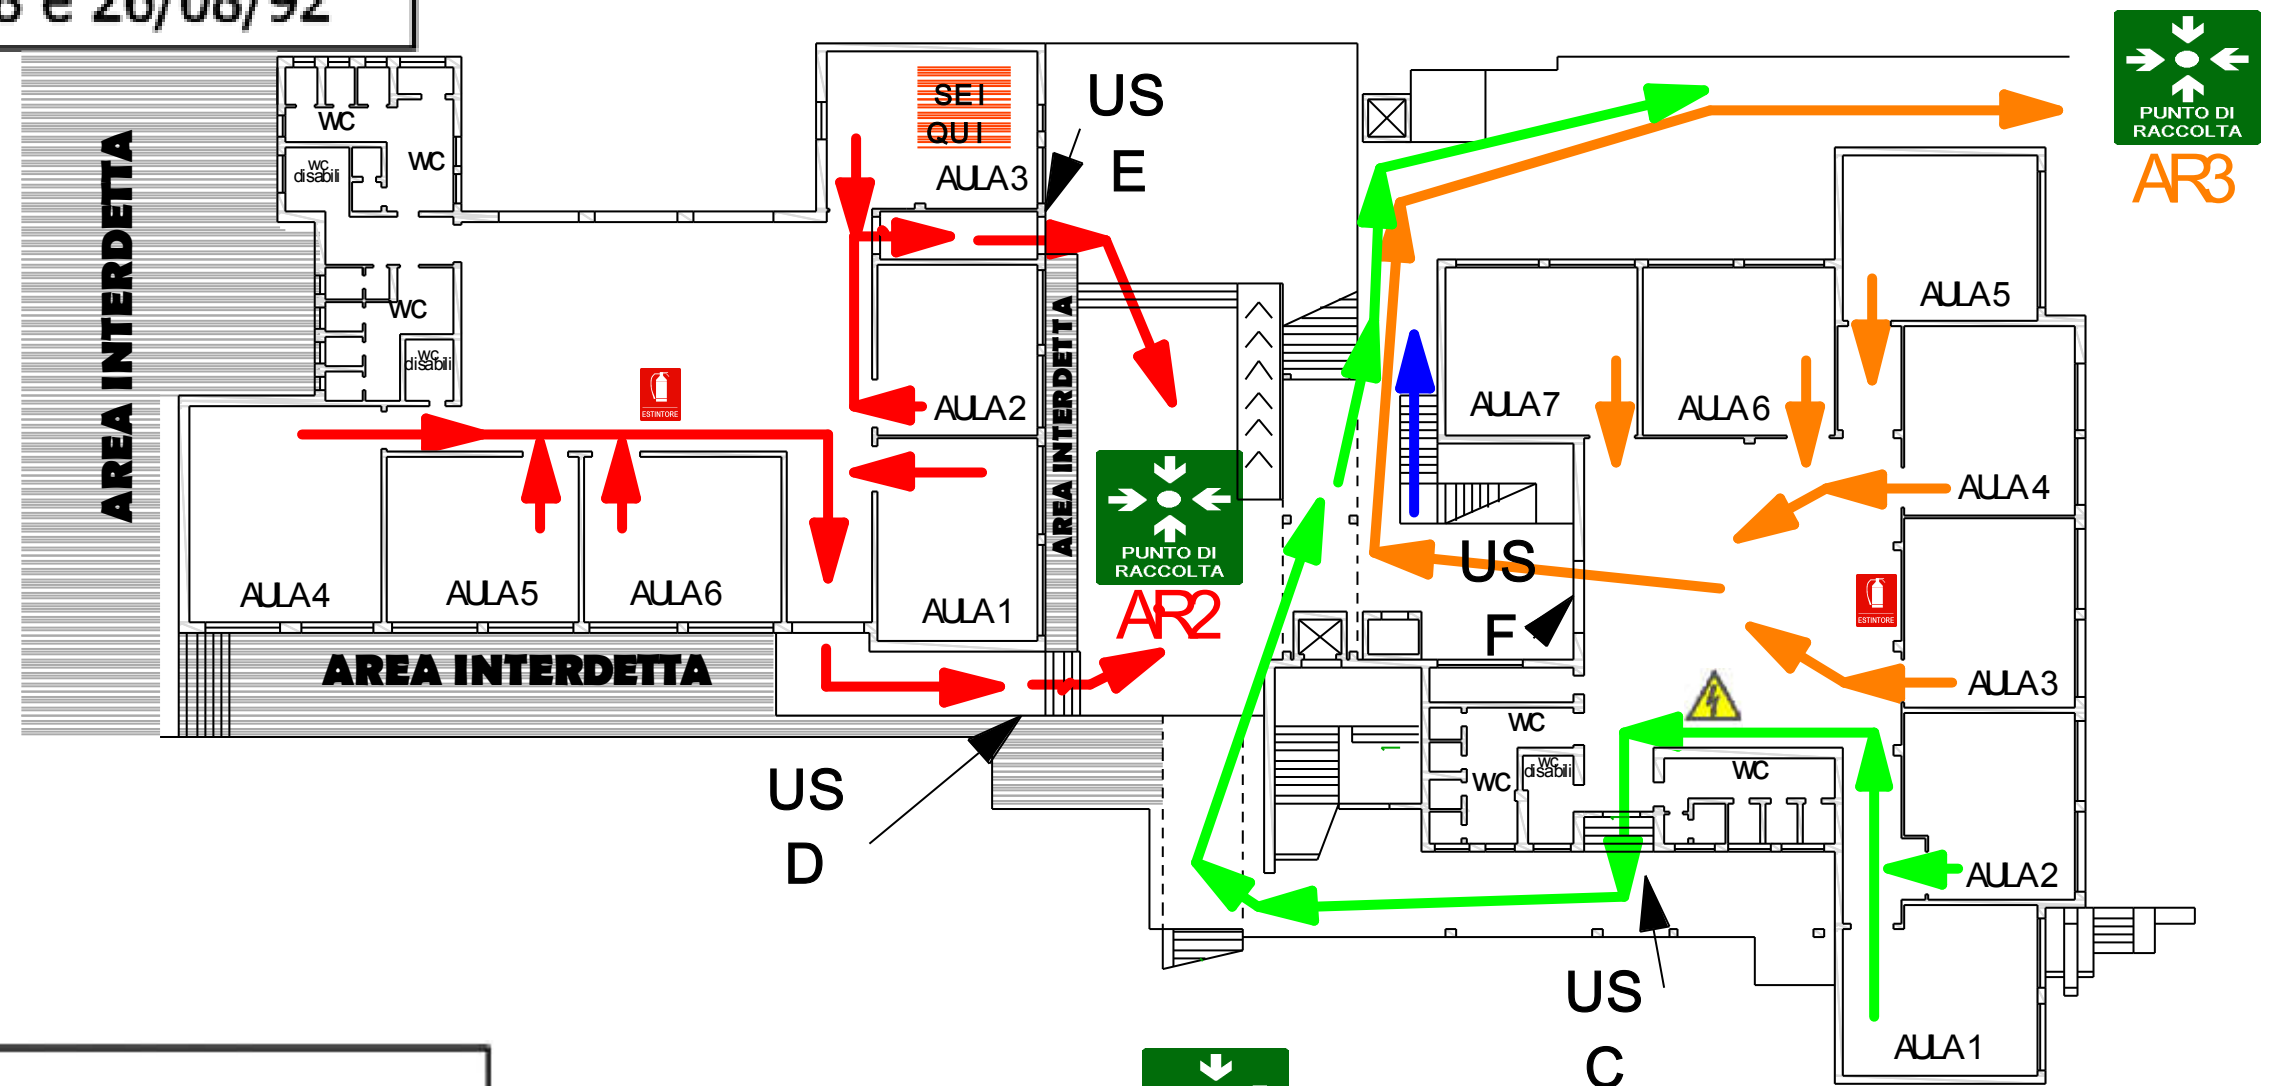 e 26/08/92
PUNTO DI
RACCOLTA
AR3
SEI
QUI
AULA 3
US
E
WC
WC
wc
disabili
AREA INTERDETTA
WC
wc
disabili
ESTINTORE
AULA 2
AREA INTERDETTA
PUNTO DI
RACCOLTA
AR2
AULA 4
AULA 5
AULA 6
AULA 1
AREA INTERDETTA
US
D
AULA 5
AULA 7
AULA 6
AULA 4
US
F
ESTINTORE
AULA 3
WC
WC
wc
disabili
WC
AULA 2
US
C
AULA 1